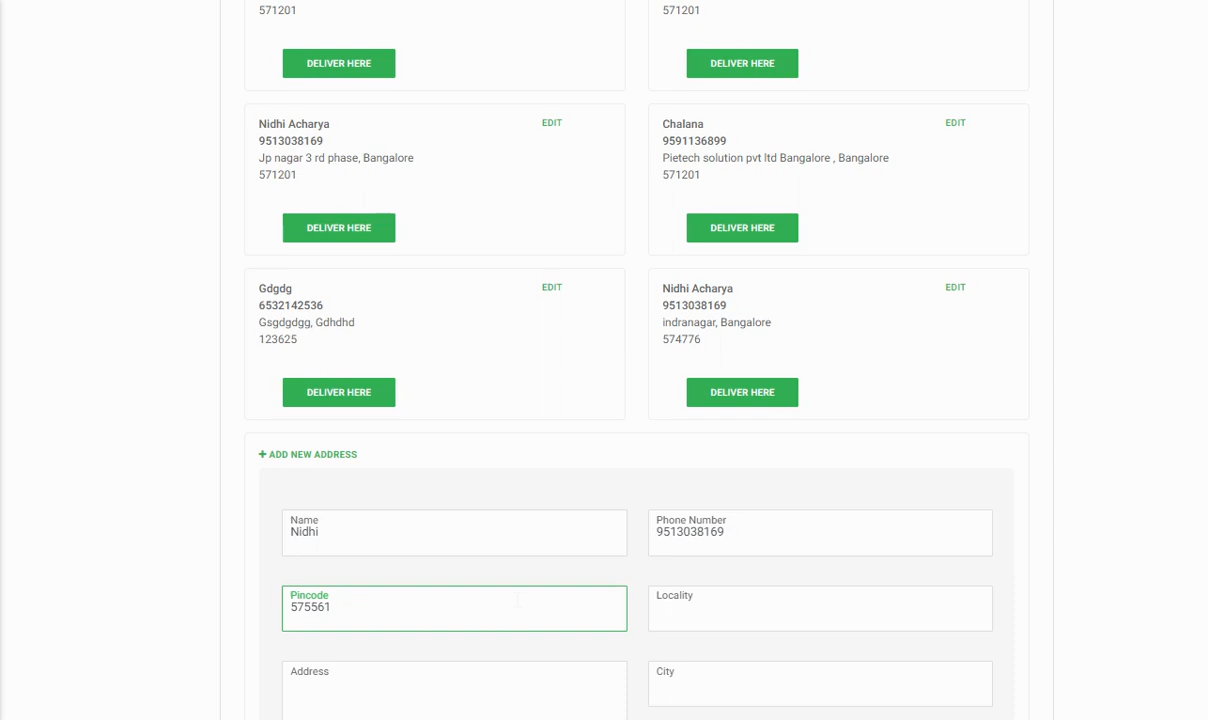 571201
571201
DELIVER HERE
DELIVER HERE
Nidhi Acharya
EDIT
9513038169
Jp nagar 3 rd phase, Bangalore
571201
DELIVER HERE
Chalana
EDIT
9591136899
Pietech solution pvt ltd Bangalore , Bangalore
571201
DELIVER HERE
Gdgdg
EDIT
6532142536
Gsgdgdgg, Gdhdhd
123625
DELIVER HERE
Nidhi Acharya
EDIT
9513038169
indranagar, Bangalore
574776
DELIVER HERE
+ ADD NEW ADDRESS
Name
Nidhi
Phone Number
9513038169
Pincode
575561
Locality
Address
City